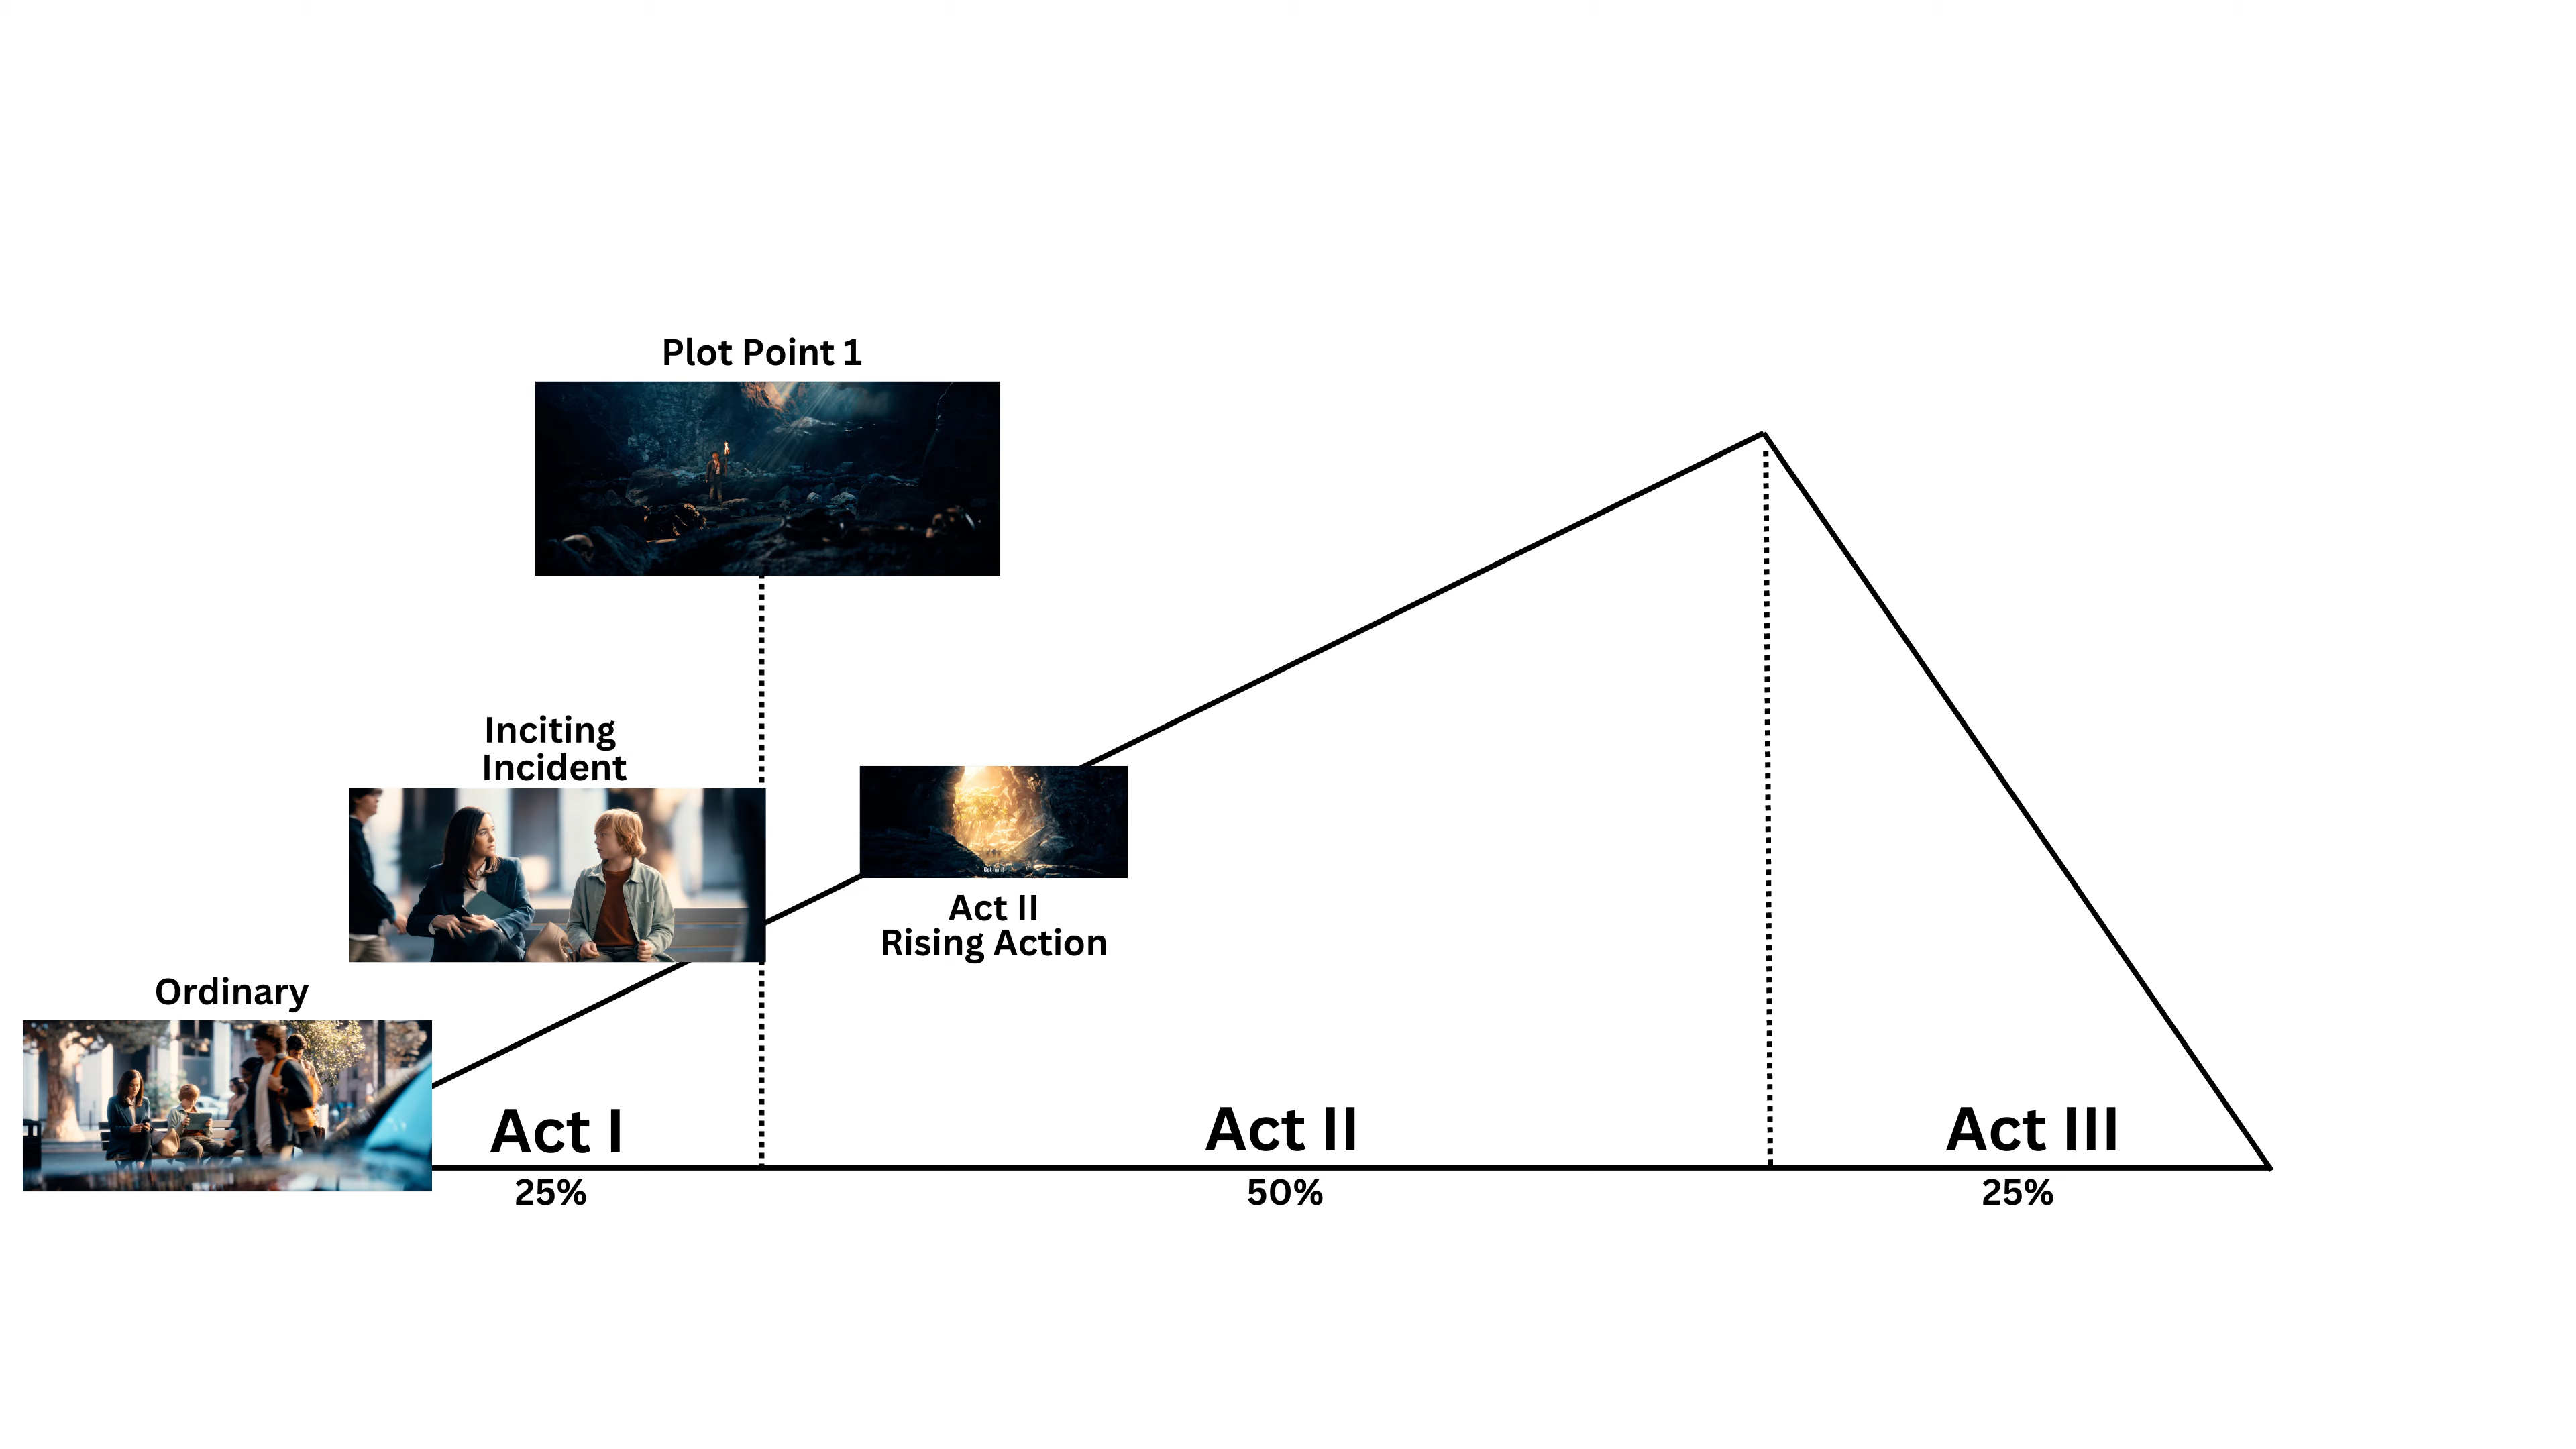 Plot Point 1
Inciting
Incident
Act II
Rising Action
Ordinary
Act I
Act II
Act III
25%
50%
25%